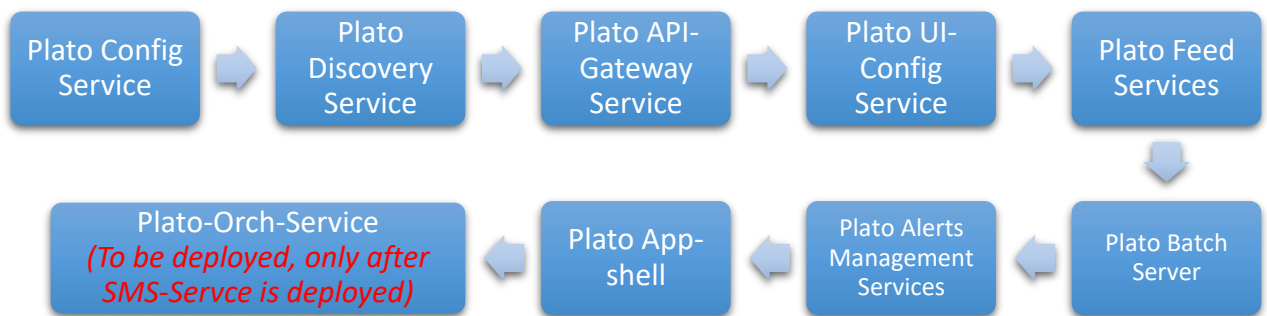 Plato Config
Service
Plato
Discovery
Service
Plato API-
Gateway
Service
Plato UI-
Config
Service
Plato Feed
Services
Plato Batch
Server
Plato Alerts
Management
Services
Plato App-
shell
Plato-Orch-Service
(To be deployed, only after
SMS-Servce is deployed)